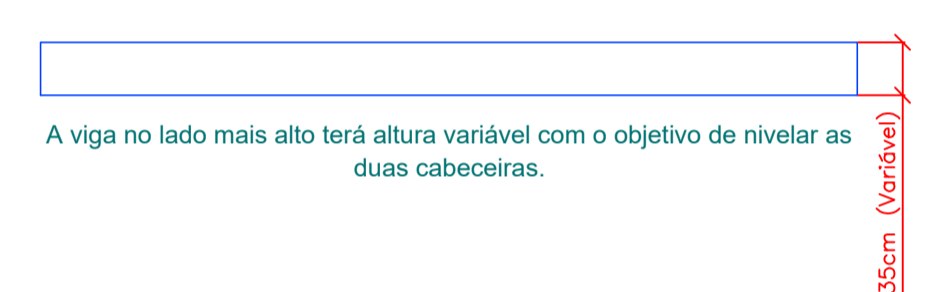 A viga no lado mais alto terá altura variável com o objetivo de nivelar as
duas cabeceiras.
35cm (Variável)